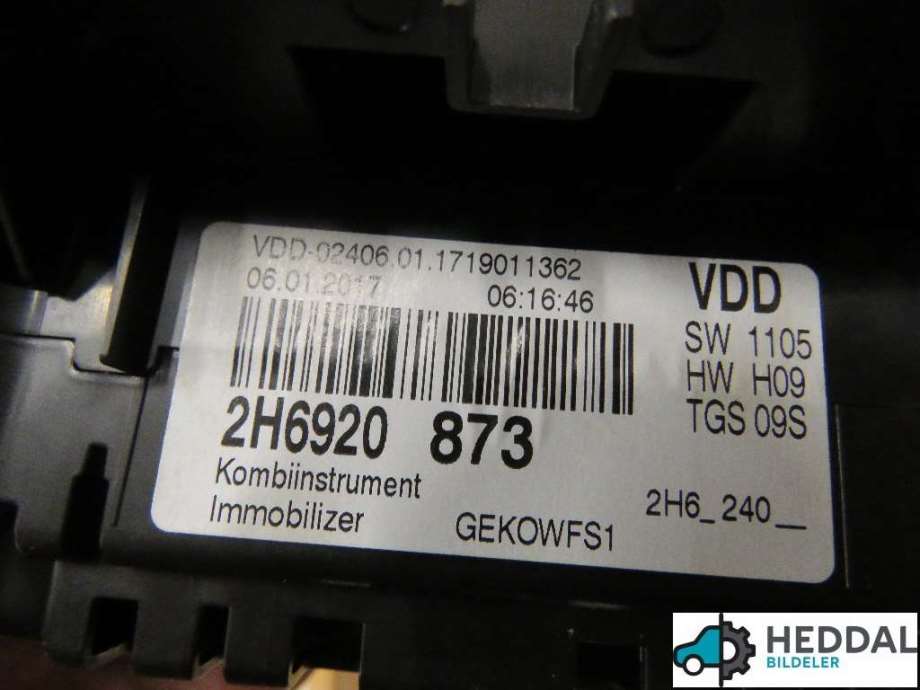 VDD-02406.01.1719011362
06.01.2017 06:16:46
VDD
SW 1105
HW H09
TGS 09S
2H6920 873
Kombiinstrument
Immobilizer
GEKOWFS1
2H6_240__
HEDDAL
BILDELER